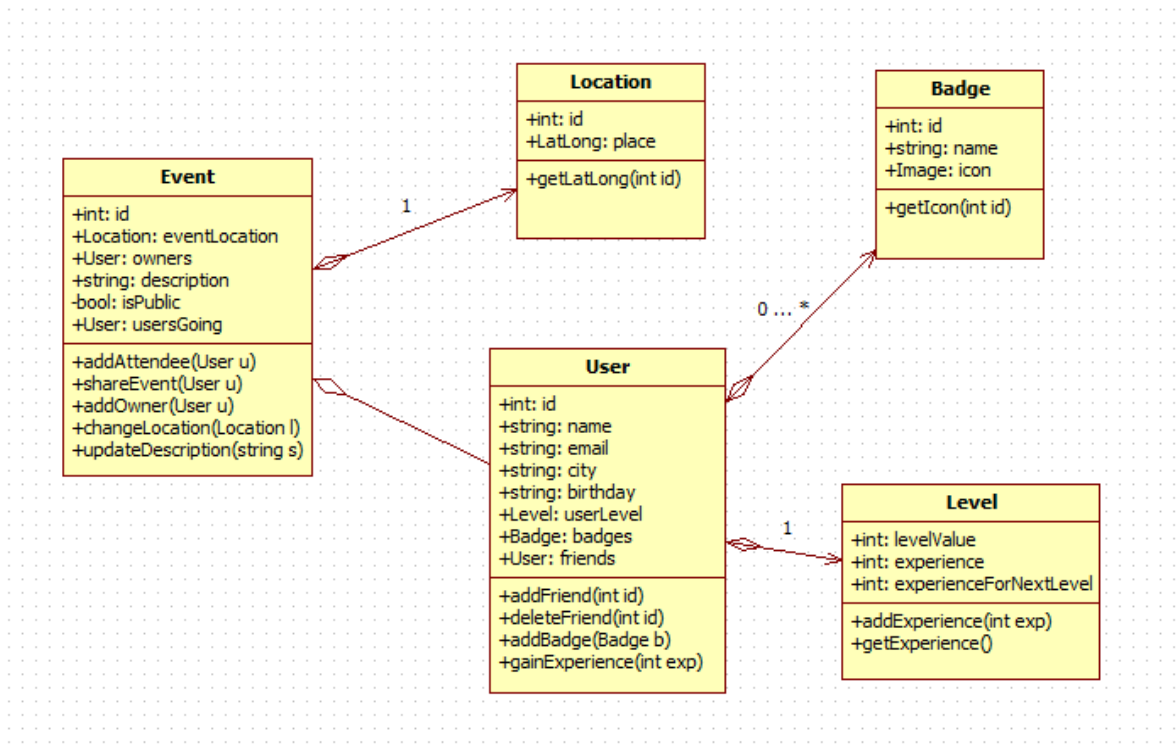 Location
+int: id
+LatLong: place
+getLatLong(int id)
Badge
+int: id
+string: name
+Image: icon
+getIcon(int id)
Event
+int: id
+Location: eventLocation
+User: owners
+string: description
-bool: isPublic
+User: usersGoing
+addAttendee(User u)
+shareEvent(User u)
+addOwner(User u)
+changeLocation(Location l)
+updateDescription(string s)
1
0 ... *
User
+int: id
+string: name
+string: email
+string: city
+string: birthday
+Level: userLevel
+Badge: badges
+User: friends
+addFriend(int id)
+deleteFriend(int id)
+addBadge(Badge b)
+gainExperience(int exp)
1
Level
+int: levelValue
+int: experience
+int: experienceForNextLevel
+addExperience(int exp)
+getExperience()